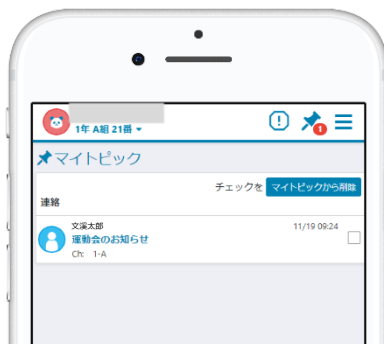 1年 A組 21番
1
マイトピック
チェックを マイトピックから削除
連絡
文溪太郎
11/19 09:24
運動会のお知らせ
Ch: 1-A